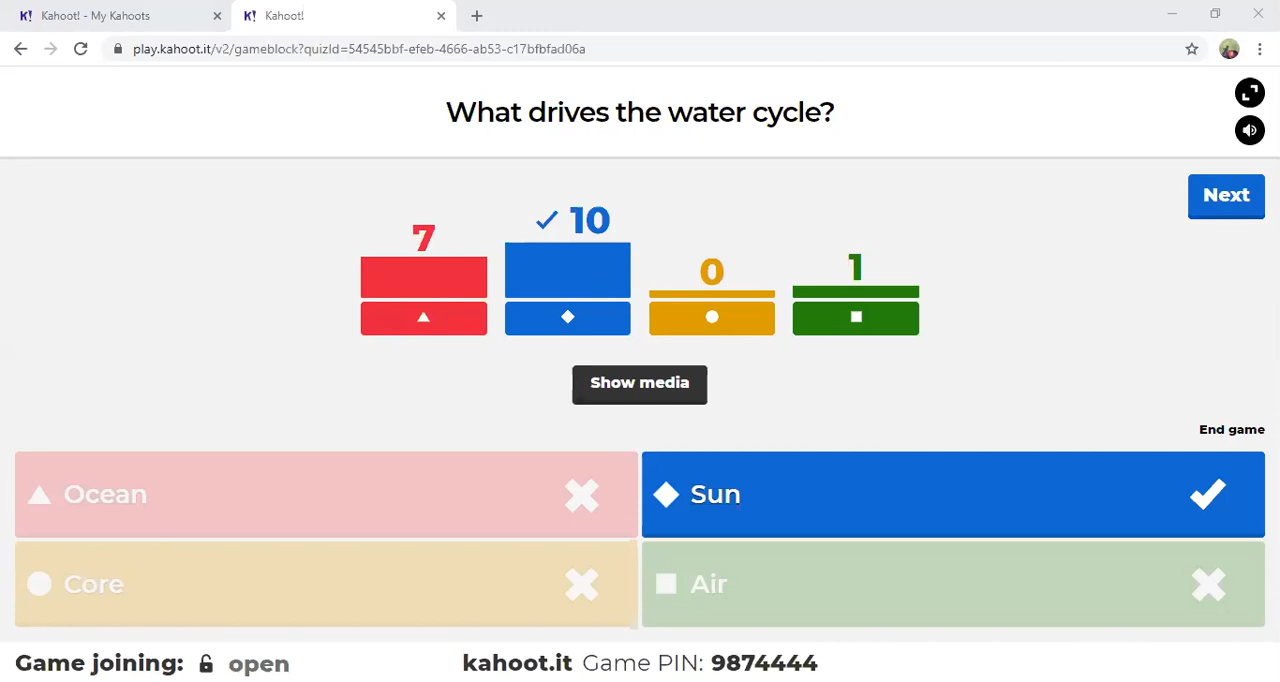 K! Kahoot! - My Kahoots
K! Kahoot!
play.kahoot.it/v2/gameblock?quizId=54545bbf-efeb-4666-ab53-c17bfbfad06a
What drives the water cycle?
Next
7
10
0
1
Show media
End game
Ocean
Sun
Core
Air
Game joining: open
kahoot.it Game PIN: 9874444